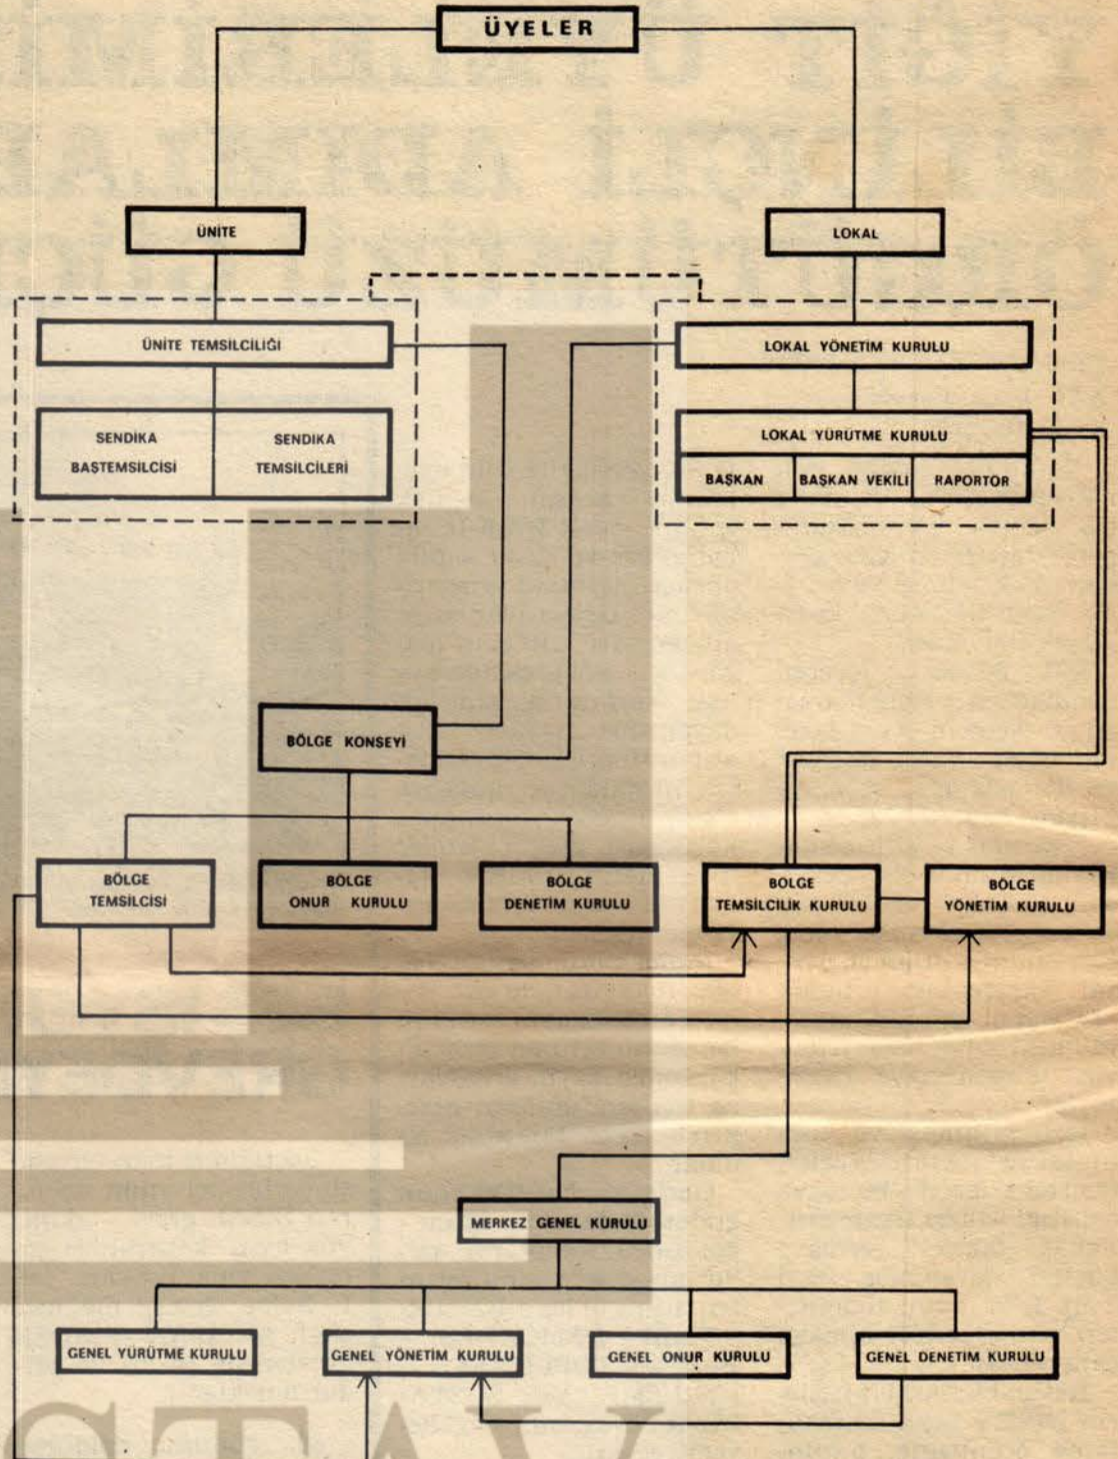 ÜYELER
ÜNİTE
LOKAL
ÜNİTE TEMSİLCİLİĞİ
LOKAL YÖNETİM KURULU
SENDİKA
BAŞTEMSİLCİSİ
SENDİKA
TEMSİLCİLERİ
LOKAL YÜRÜTME KURULU
BAŞKAN
BAŞKAN VEKİLİ
RAPORTÖR
BÖLGE KONSEYİ
BÖLGE
TEMSİLCİSİ
BÖLGE
ONUR KURULU
BÖLGE
DENETİM KURULU
BÖLGE
TEMSİLCİLİK KURULU
BÖLGE
YÖNETİM KURULU
MERKEZ GENEL KURULU
GENEL YÜRÜTME KURULU
GENEL YÖNETİM KURULU
GENEL ONUR KURULU
GENEL DENETİM KURULU